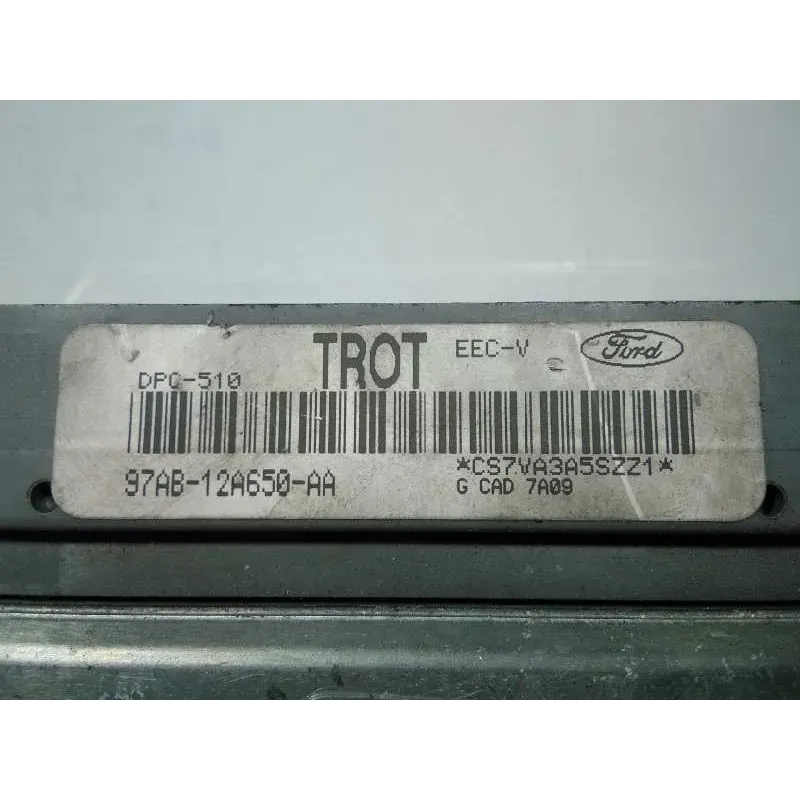 TROT
EEC-V
Ford
DPC-510
97AB-12A650-AA
*CS7VA3A5SZZ1*
G CAD 7A09